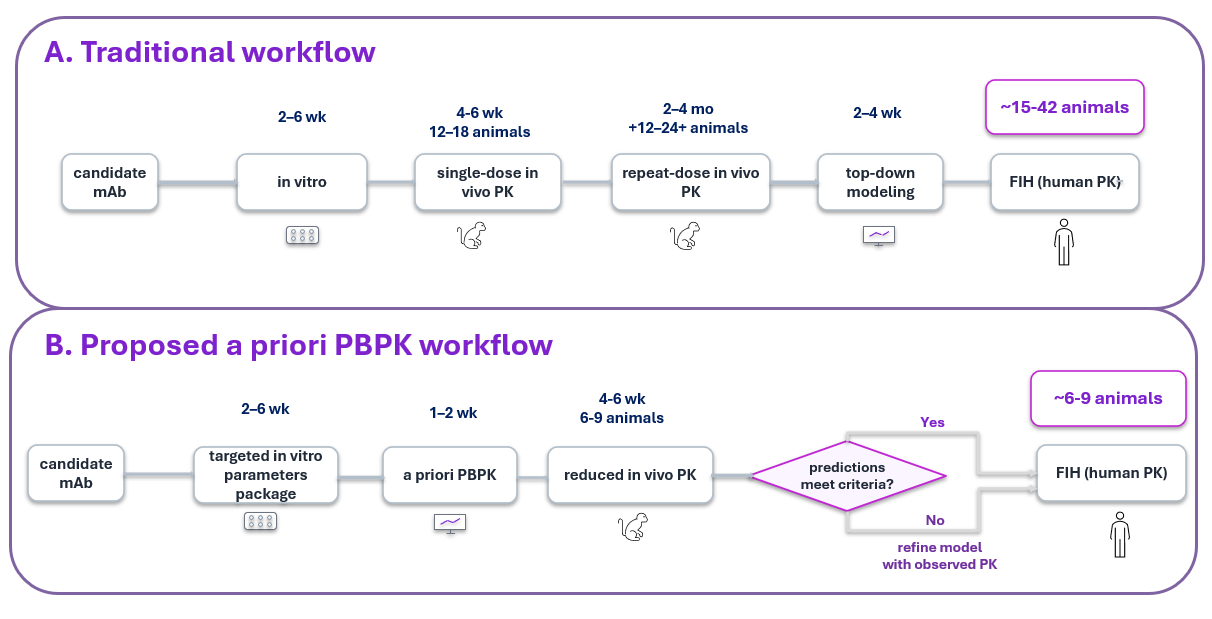 A. Traditional workflow
~15-42 animals
2–6 wk
4-6 wk
12–18 animals
2–4 mo
+12–24+ animals
2–4 wk
candidate
mAb
in vitro
single-dose in
vivo PK
repeat-dose in vivo
PK
top-down
modeling
FIH (human PK)
B. Proposed a priori PBPK workflow
~6-9 animals
2–6 wk
1–2 wk
4-6 wk
6-9 animals
Yes
candidate
mAb
targeted in vitro
parameters
package
a priori PBPK
reduced in vivo PK
predictions
meet criteria?
FIH (human PK)
No
refine model
with observed PK